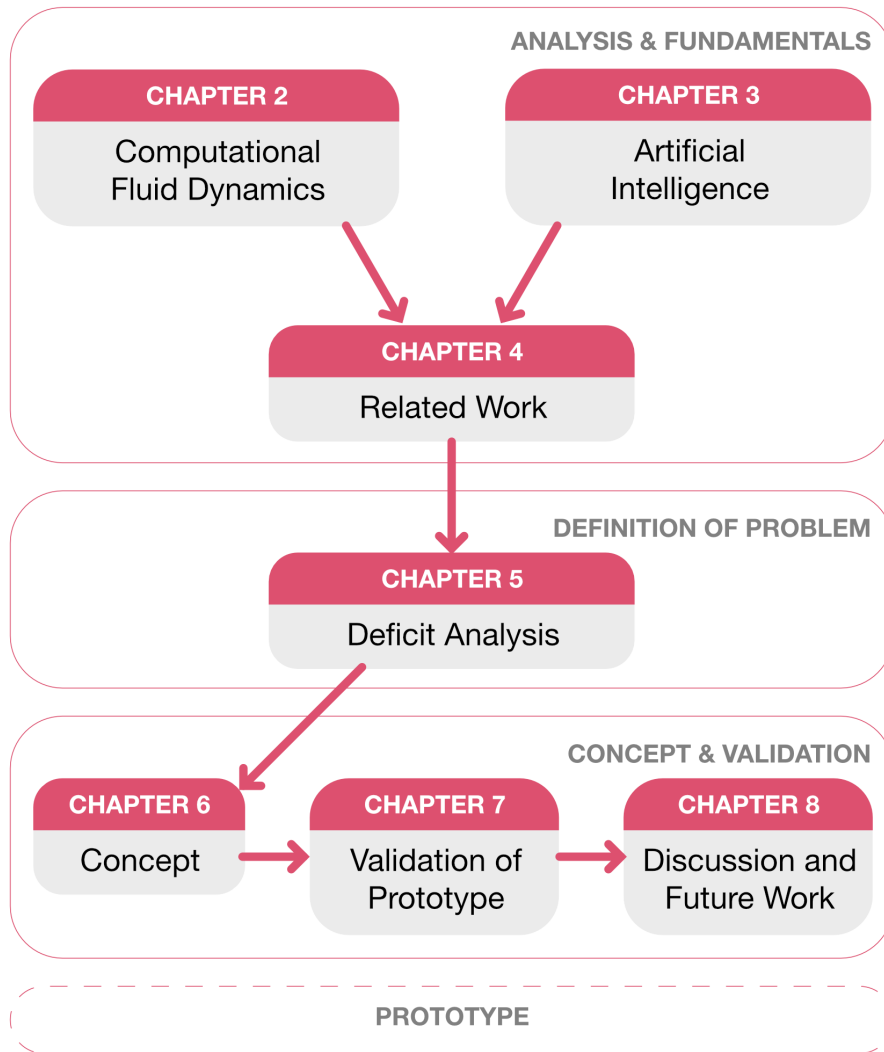 ANALYSIS & FUNDAMENTALS
CHAPTER 2
Computational
Fluid Dynamics
CHAPTER 3
Artificial
Intelligence
CHAPTER 4
Related Work
DEFINITION OF PROBLEM
CHAPTER 5
Deficit Analysis
CONCEPT & VALIDATION
CHAPTER 6
Concept
CHAPTER 7
Validation of
Prototype
CHAPTER 8
Discussion and
Future Work
PROTOTYPE